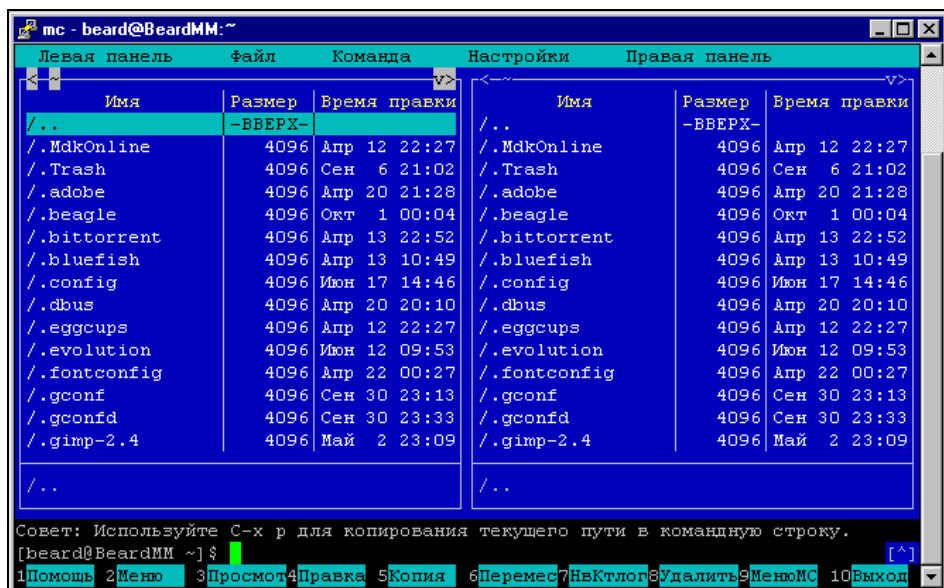 mc - beard@BeardMM:~
Левая панель Файл Команда Настройки Правая панель
<-~ v> <-~ v>
Имя Размер Время правки Имя Размер Время правки
/.. -ВВЕРХ- /.. -ВВЕРХ-
/.MdkOnline 4096 Апр 12 22:27 /.MdkOnline 4096 Апр 12 22:27
/.Trash 4096 Сен 6 21:02 /.Trash 4096 Сен 6 21:02
/.adobe 4096 Апр 20 21:28 /.adobe 4096 Апр 20 21:28
/.beagle 4096 Окт 1 00:04 /.beagle 4096 Окт 1 00:04
/.bittorrent 4096 Апр 13 22:52 /.bittorrent 4096 Апр 13 22:52
/.bluefish 4096 Апр 13 10:49 /.bluefish 4096 Апр 13 10:49
/.config 4096 Июн 17 14:46 /.config 4096 Июн 17 14:46
/.dbus 4096 Апр 20 20:10 /.dbus 4096 Апр 20 20:10
/.eggcups 4096 Апр 12 22:27 /.eggcups 4096 Апр 12 22:27
/.evolution 4096 Июн 12 09:53 /.evolution 4096 Июн 12 09:53
/.fontconfig 4096 Апр 22 00:27 /.fontconfig 4096 Апр 22 00:27
/.gconf 4096 Сен 30 23:13 /.gconf 4096 Сен 30 23:13
/.gconfd 4096 Сен 30 23:33 /.gconfd 4096 Сен 30 23:33
/.gimp-2.4 4096 Май 2 23:09 /.gimp-2.4 4096 Май 2 23:09
/.. /..
Совет: Используйте C-x p для копирования текущего пути в командную строку.
[beard@BeardMM ~]$ [^]
1Помощь 2Меню 3Просмот4Правка 5Копия 6Перемес7НвКтлог8Удалить9МенюMC 10Выход